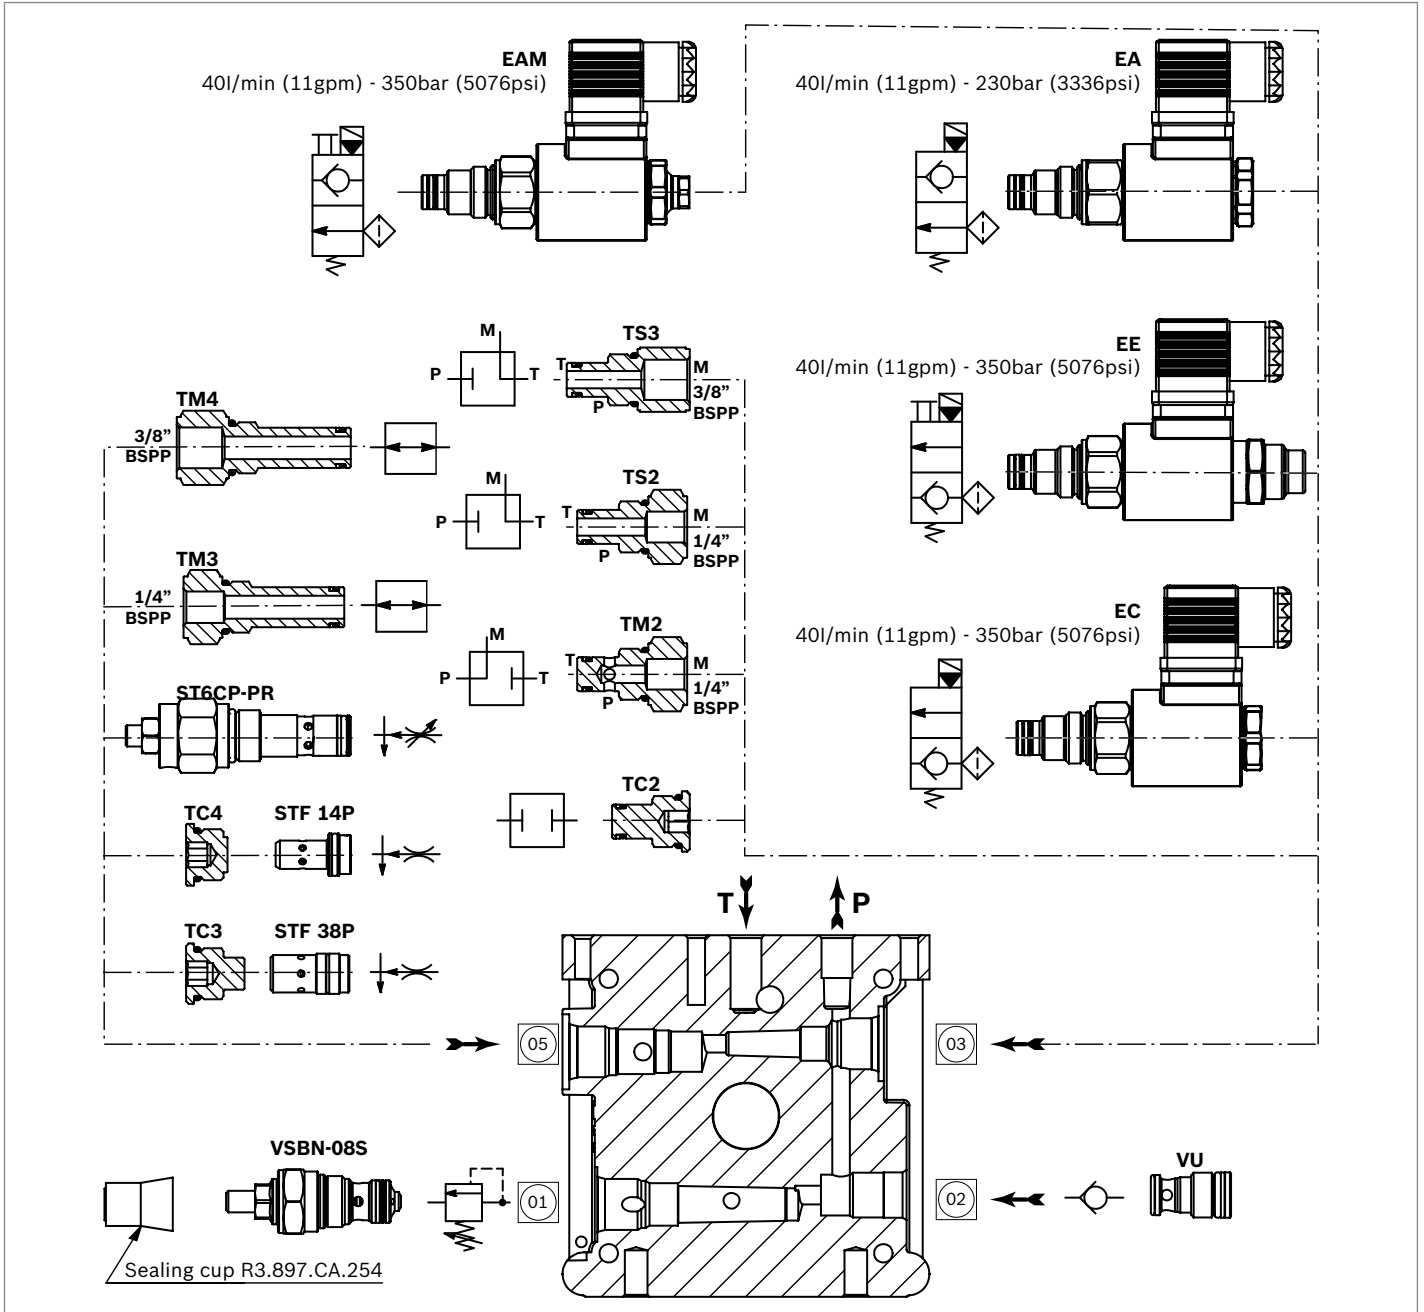 EAM
40l/min (11gpm) - 350bar (5076psi)
EA
40l/min (11gpm) - 230bar (3336psi)
M
P
T
TS3
T
P
M
3/8"
BSPP
EE
40l/min (11gpm) - 350bar (5076psi)
TM4
3/8"
BSPP
M
P
T
TS2
T
P
M
1/4"
BSPP
TM3
1/4"
BSPP
M
P
T
TM2
T
P
M
1/4"
BSPP
EC
40l/min (11gpm) - 350bar (5076psi)
ST6CP-PR
TC2
TC4
STF 14P
T
P
TC3
STF 38P
05
03
VSBN-08S
01
02
VU
Sealing cup R3.897.CA.254